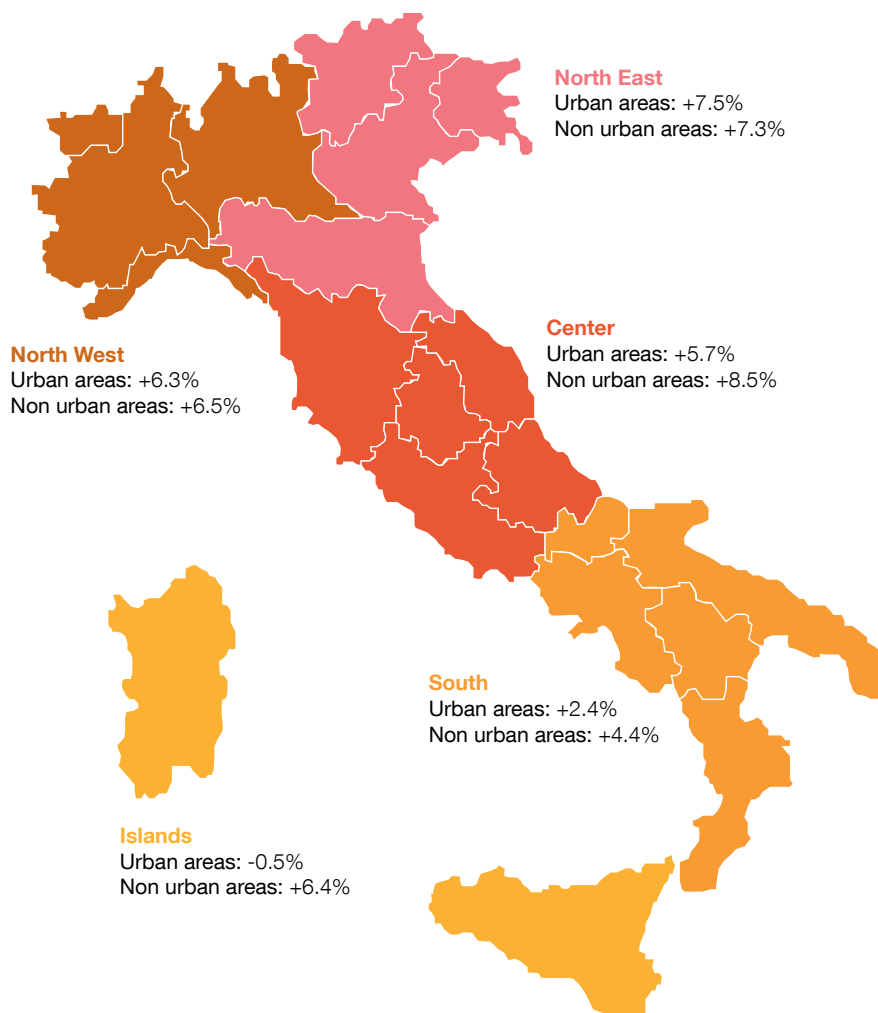 North East
Urban areas: +7.5%
Non urban areas: +7.3%
Center
Urban areas: +5.7%
Non urban areas: +8.5%
North West
Urban areas: +6.3%
Non urban areas: +6.5%
South
Urban areas: +2.4%
Non urban areas: +4.4%
Islands
Urban areas: -0.5%
Non urban areas: +6.4%